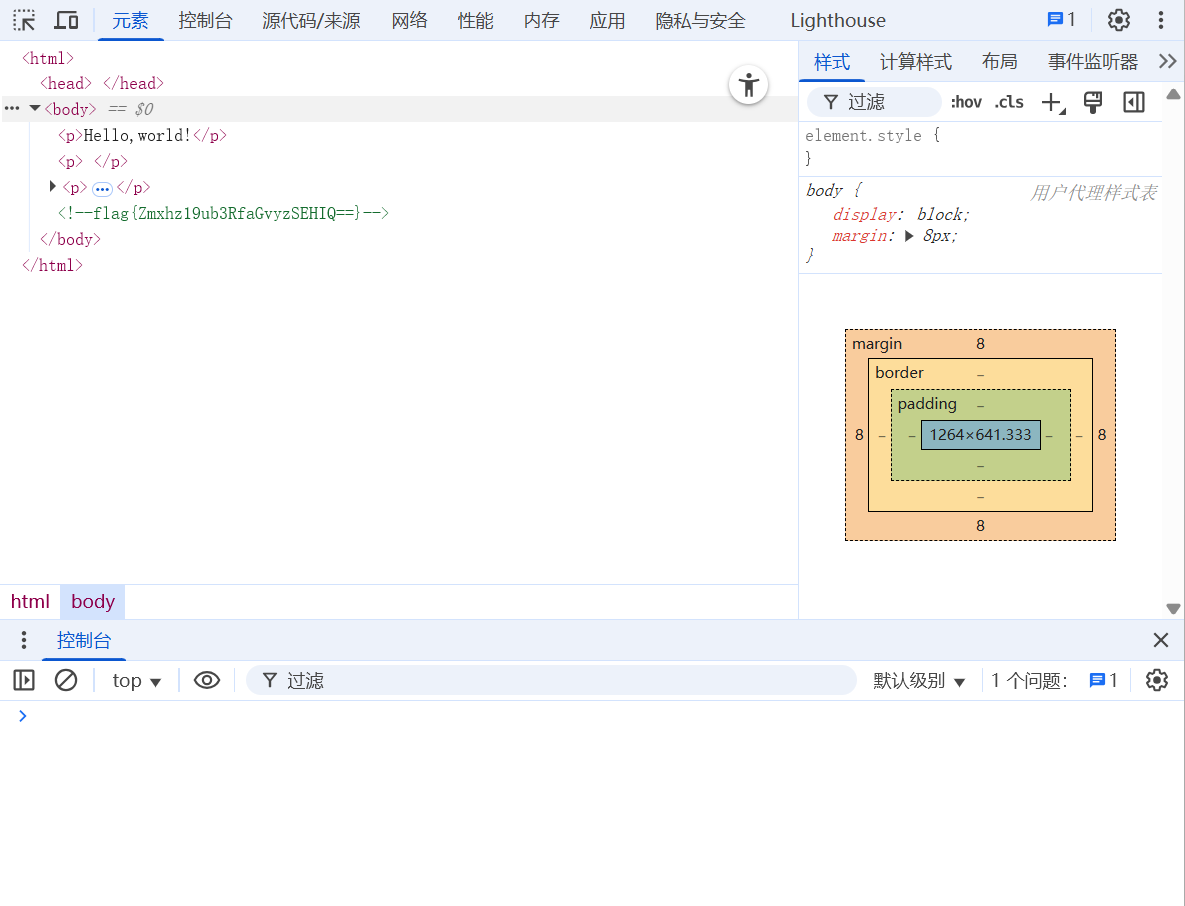 元素 控制台 源代码/来源 网络 性能 内存 应用 隐私与安全 Lighthouse 1
<html>
<head> </head>
<body> == $0
<p>Hello,world!</p>
<p> </p>
<p>…</p>
<!--flag{Zmxhz19ub3RfaGvyzSEHIQ==}-->
</body>
</html>
html body
样式 计算样式 布局 事件监听器
过滤 :hov .cls
element.style {
}
body { 用户代理样式表
display: block;
margin: 8px;
}
margin 8
border –
padding –
8 – – 1264×641.333 – – 8
–
–
8
控制台
top 过滤 默认级别 1 个问题: 1